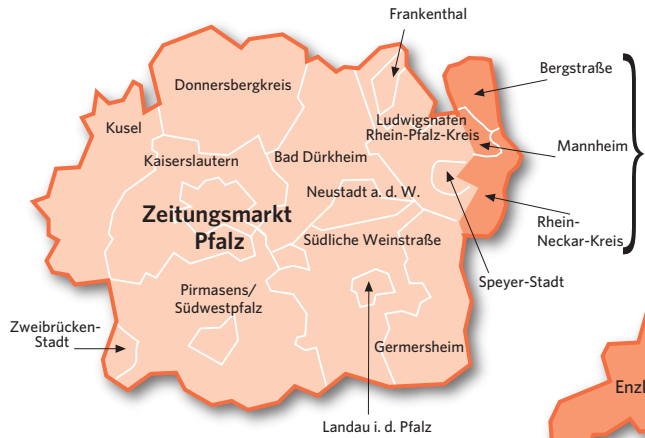 Frankenthal
Bergstraße
Donnersbergkreis
Ludwigshafen
Rhein-Pfalz-Kreis
Kusel
Mannheim
Kaiserslautern
Bad Dürkheim
Neustadt a. d. W.
Zeitungsmarkt
Pfalz
Rhein-
Neckar-Kreis
Südliche Weinstraße
Speyer-Stadt
Pirmasens/
Südwestpfalz
Zweibrücken-
Stadt
Germersheim
Enzk
Landau i. d. Pfalz